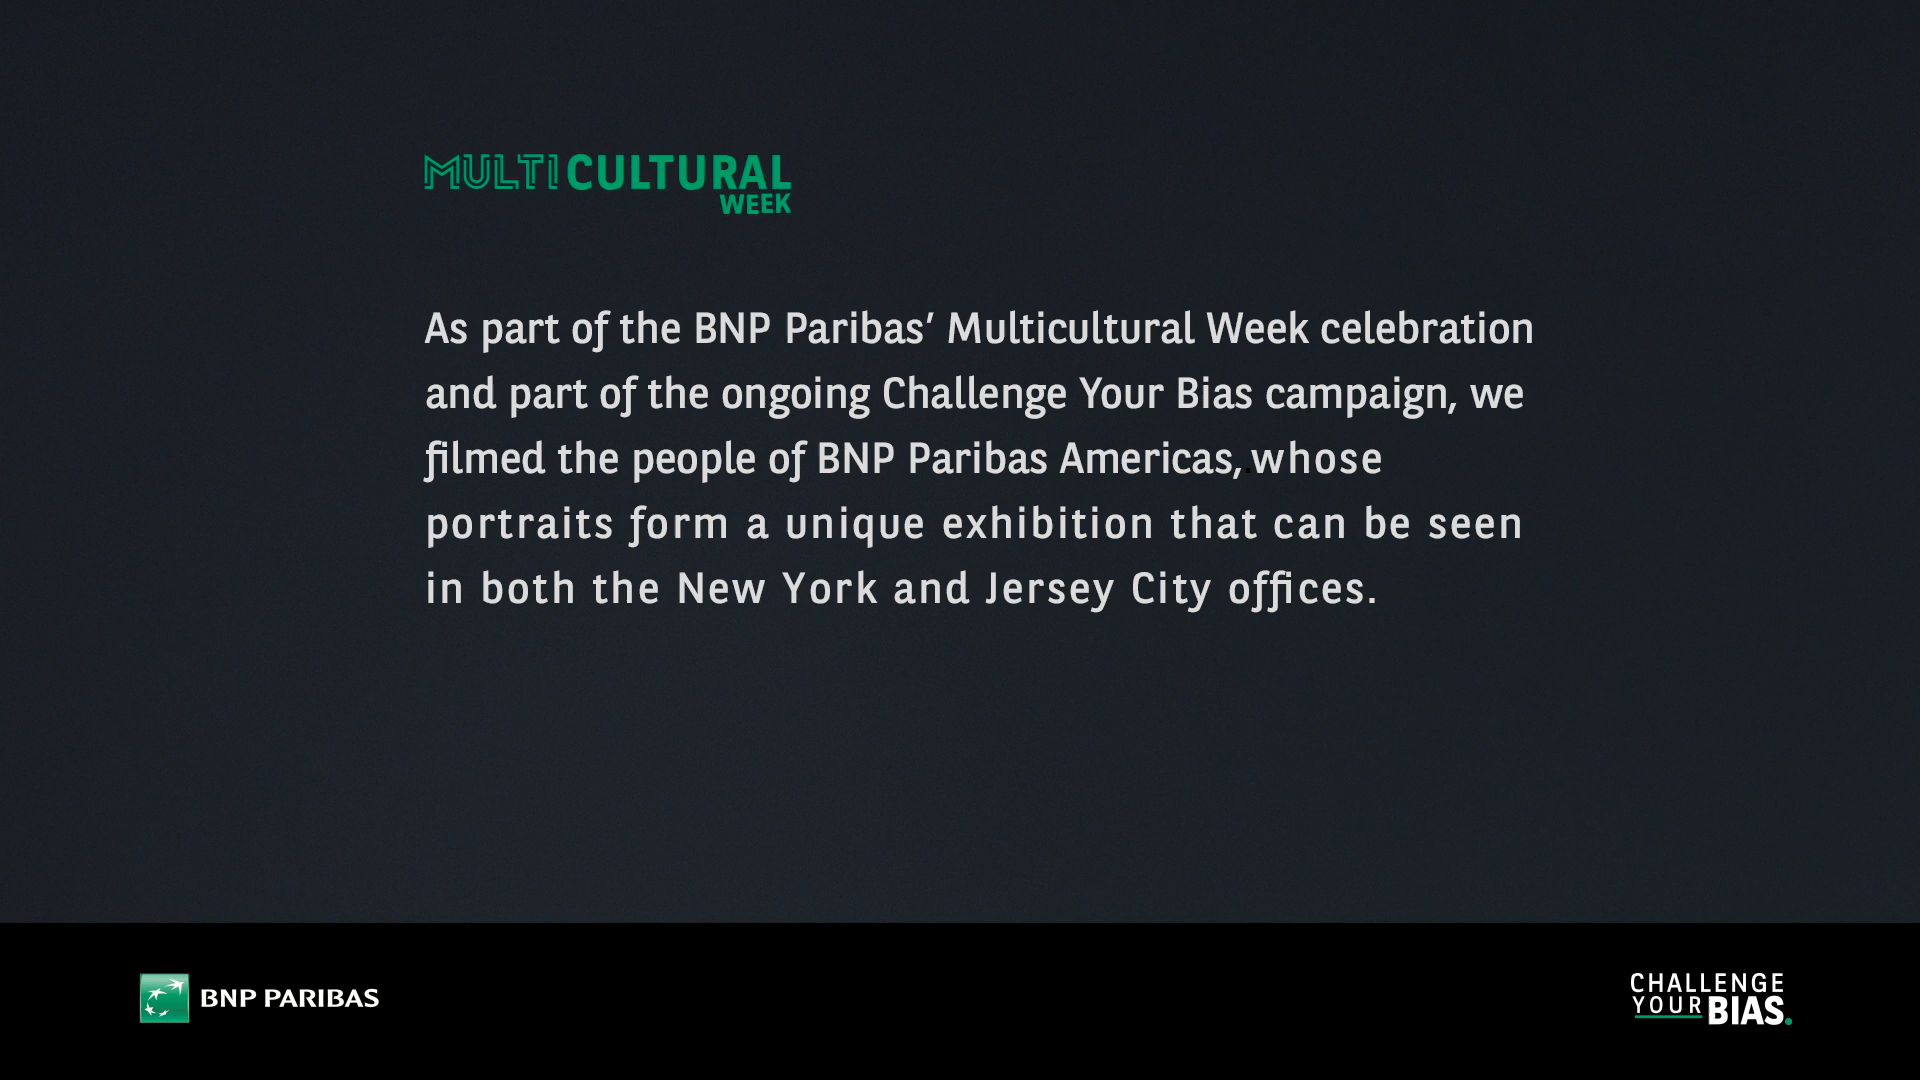 MULTICULTURAL
WEEK
As part of the BNP Paribas’ Multicultural Week celebration
and part of the ongoing Challenge Your Bias campaign, we
filmed the people of BNP Paribas Americas, whose
portraits form a unique exhibition that can be seen
in both the New York and Jersey City offices.
BNP PARIBAS
CHALLENGE
YOUR BIAS.